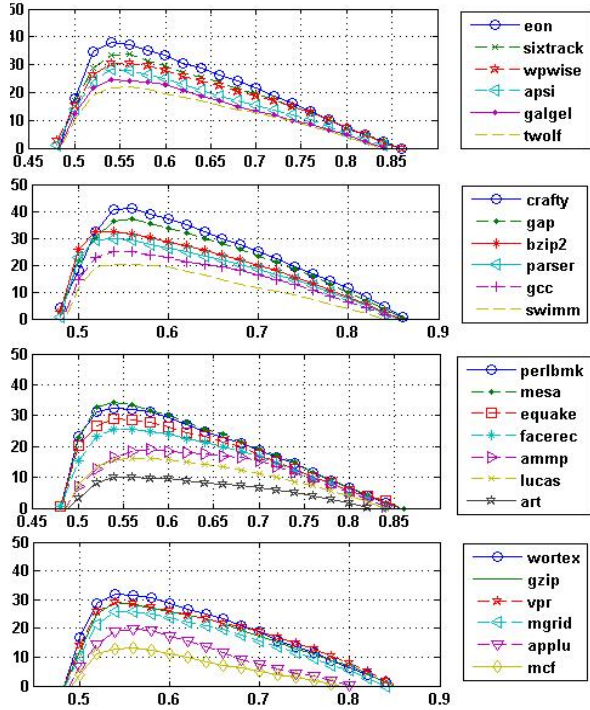 50
40
30
20
10
0
0.45 0.5 0.55 0.6 0.65 0.7 0.75 0.8 0.85
eon
sixtrack
wpwise
apsi
galgel
twolf
50
40
30
20
10
0
0.5 0.6 0.7 0.8 0.9
crafty
gap
bzip2
parser
gcc
swimm
50
40
30
20
10
0
0.45 0.5 0.55 0.6 0.65 0.7 0.75 0.8 0.85
perlbmk
mesa
equake
facerec
ammp
lucas
art
50
40
30
20
10
0
0.5 0.6 0.7 0.8 0.9
wortex
gzip
vpr
mgrid
applu
mcf